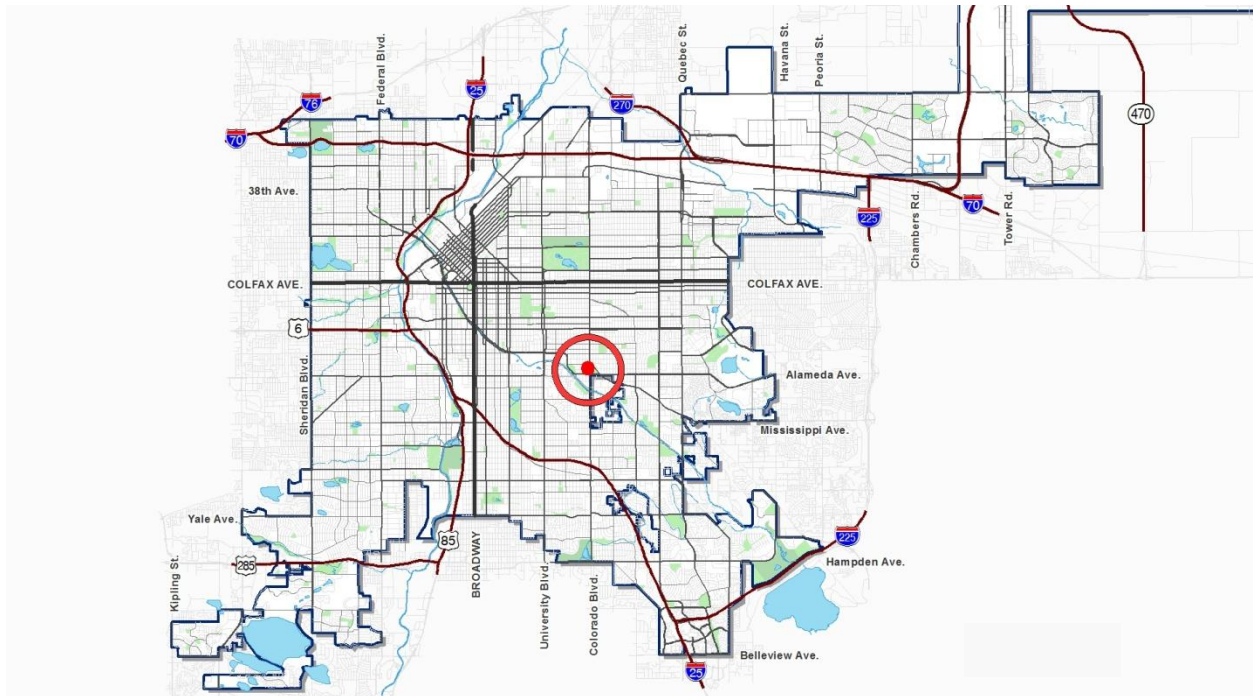 Federal Blvd.
25
76
70
270
Quebec St.
Havana St.
Peoria St.
470
38th Ave.
225
Chambers Rd.
70
Tower Rd.
COLFAX AVE.
COLFAX AVE.
6
Sheridan Blvd.
Alameda Ave.
Mississippi Ave.
Yale Ave.
85
285
Kipling St.
BROADWAY
University Blvd.
Colorado Blvd.
225
Hampden Ave.
Belleview Ave.
25